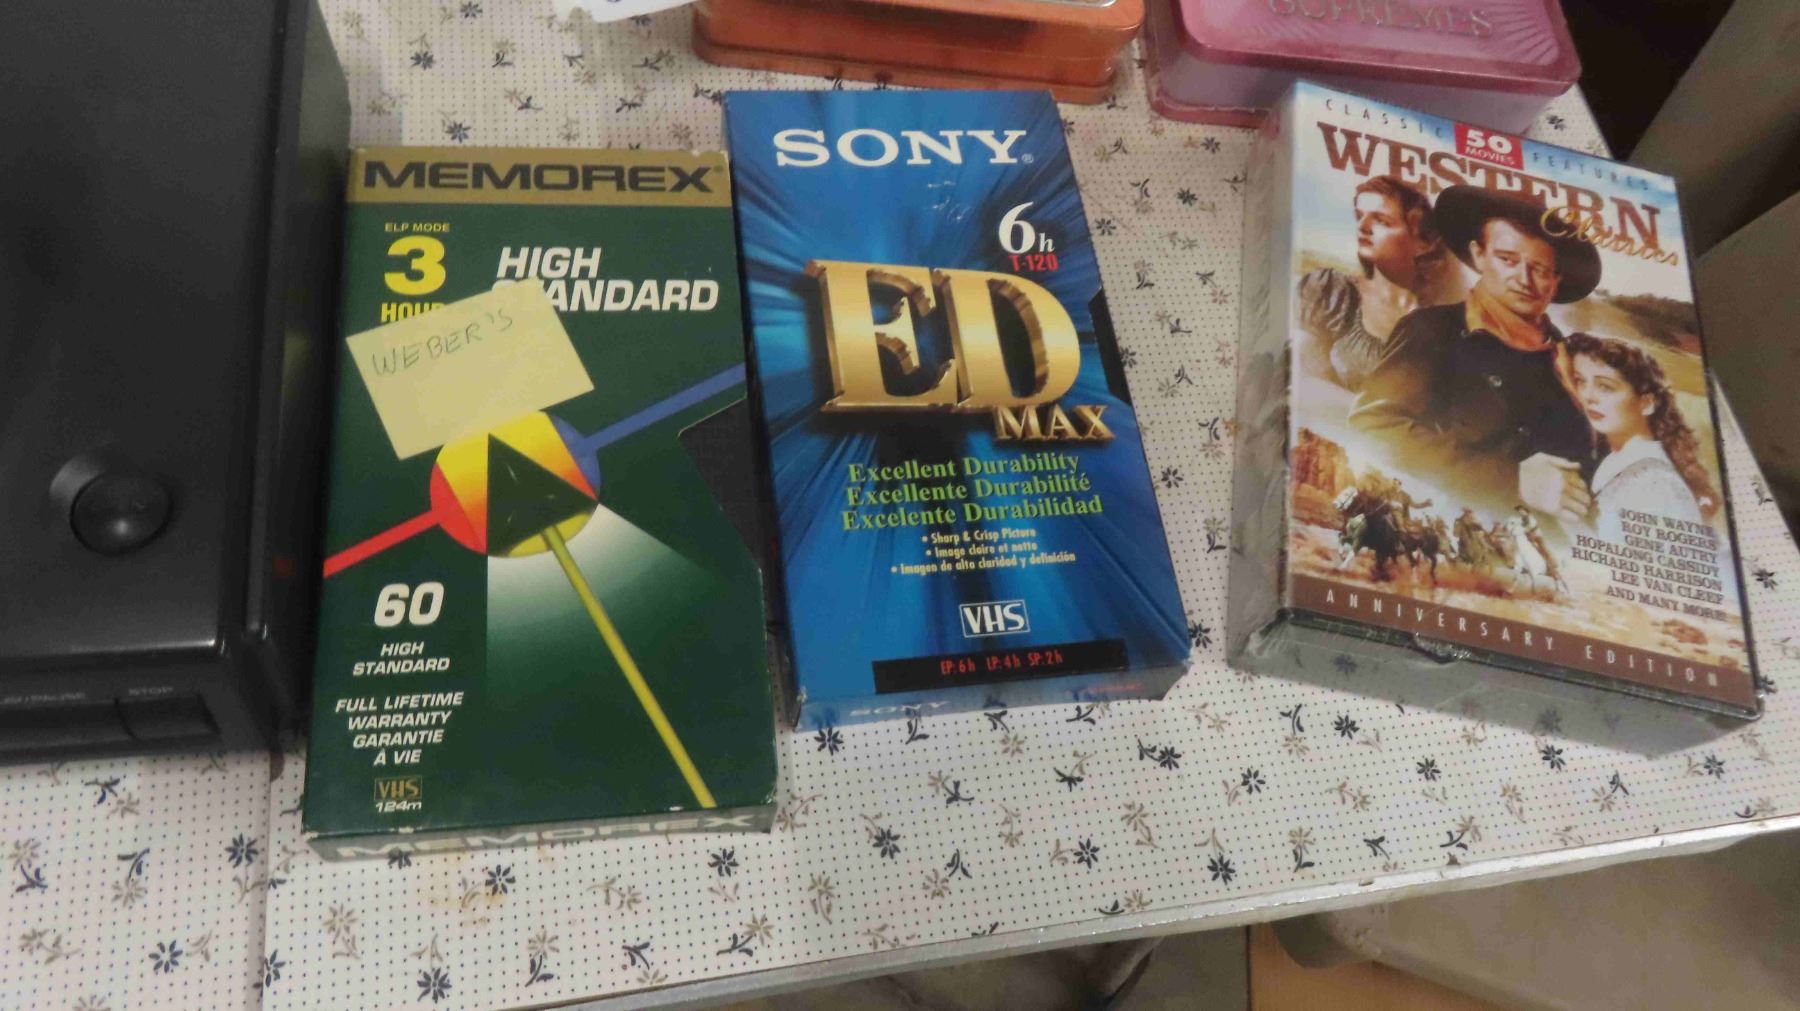 MEMOREX
ELP MODE
3
HOUR
HIGH
STANDARD
WEBER'S
60
HIGH
STANDARD
FULL LIFETIME
WARRANTY
GARANTIE
À VIE
VHS
124m
MEMOREX
STOP
SONY
6h
T-120
ED
MAX
Excellent Durability
Excellente Durabilité
Excelente Durabilidad
• Sharp & Crisp Picture
• Image claire et nette
• Imagen de alta claridad y definición
VHS
EP: 6h LP: 4h SP: 2h
SONY
SUPREMES
CLASSIC 50 FEATURES
MOVIES
WESTERN
Classics
JOHN WAYNE
ROY ROGERS
GENE AUTRY
HOPALONG CASSIDY
RICHARD HARRISON
LEE VAN CLEEF
AND MANY MORE
ANNIVERSARY EDITION